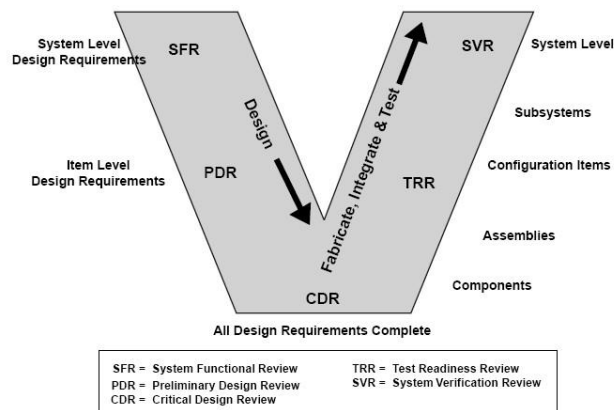 System Level
Design Requirements
SFR
SVR
System Level
Design
Fabricate, Integrate & Test
Subsystems
Item Level
Design Requirements
PDR
TRR
Configuration Items
Assemblies
Components
CDR
All Design Requirements Complete
SFR = System Functional Review
PDR = Preliminary Design Review
CDR = Critical Design Review
TRR = Test Readiness Review
SVR = System Verification Review